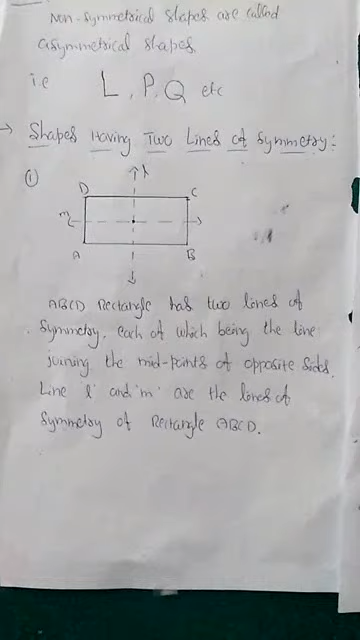 Non-symmetrical shapes are called
asymmetrical shapes.
i.e L, P, Q etc
→ Shapes Having Two Lines of Symmetry:-
① l
D C
m
A B
ABCD Rectangle has two lines of
Symmetry, each of which being the line
joining the mid-points of opposite sides.
Line 'l' and 'm' are the lines of
Symmetry of Rectangle ABCD.